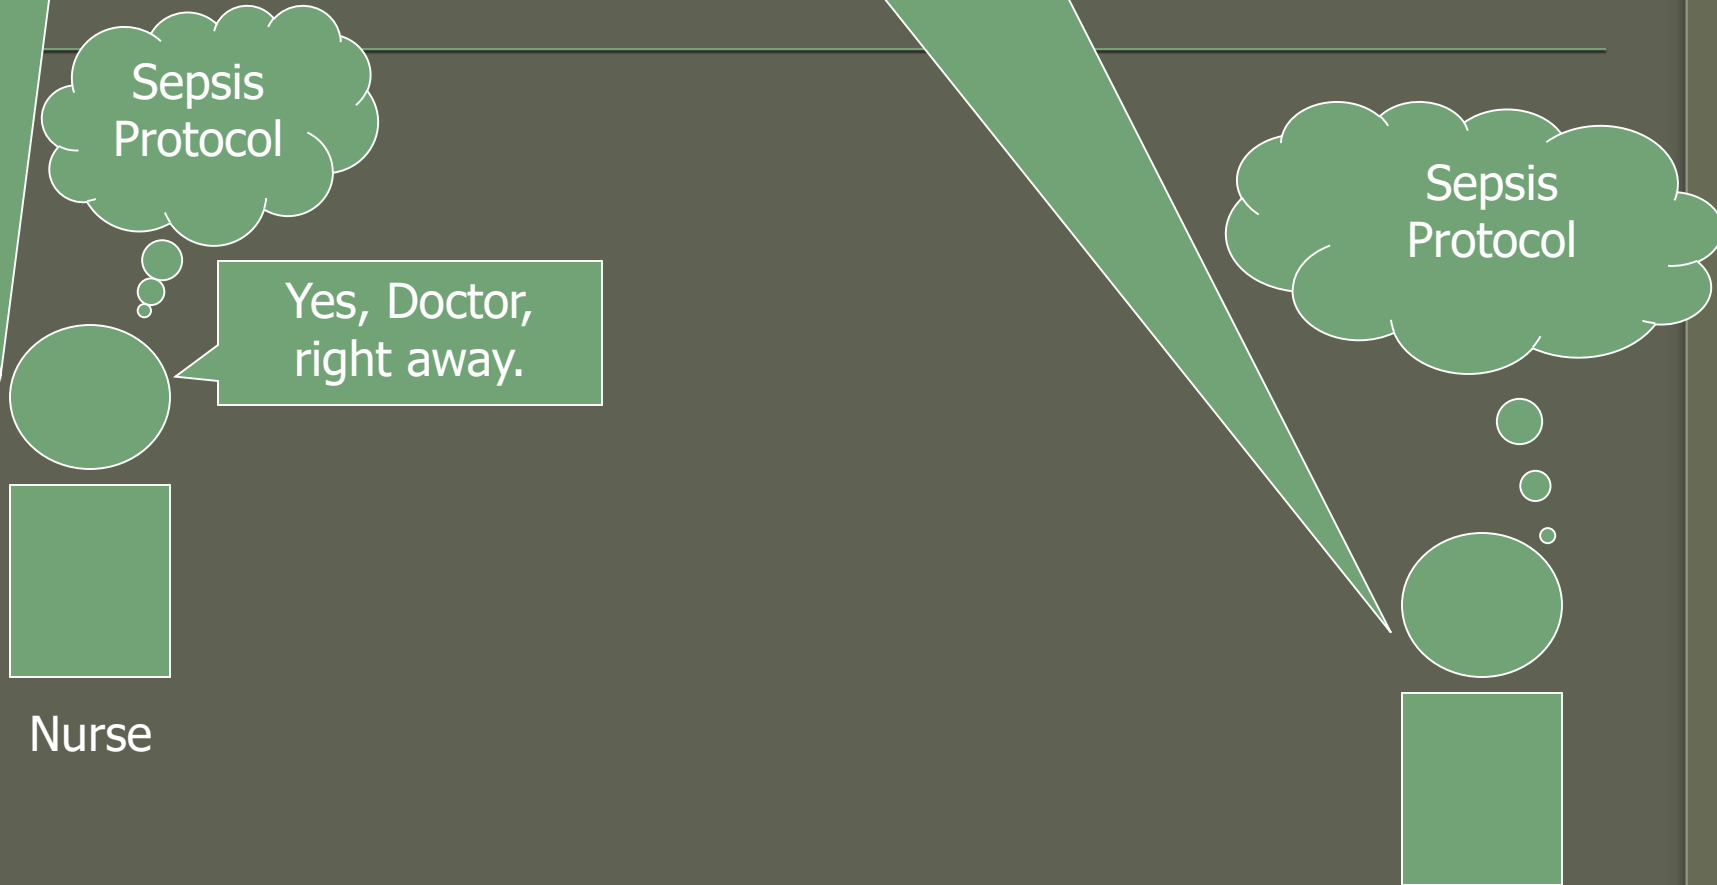 Sepsis
Protocol
Yes, Doctor,
right away.
Nurse
Sepsis
Protocol